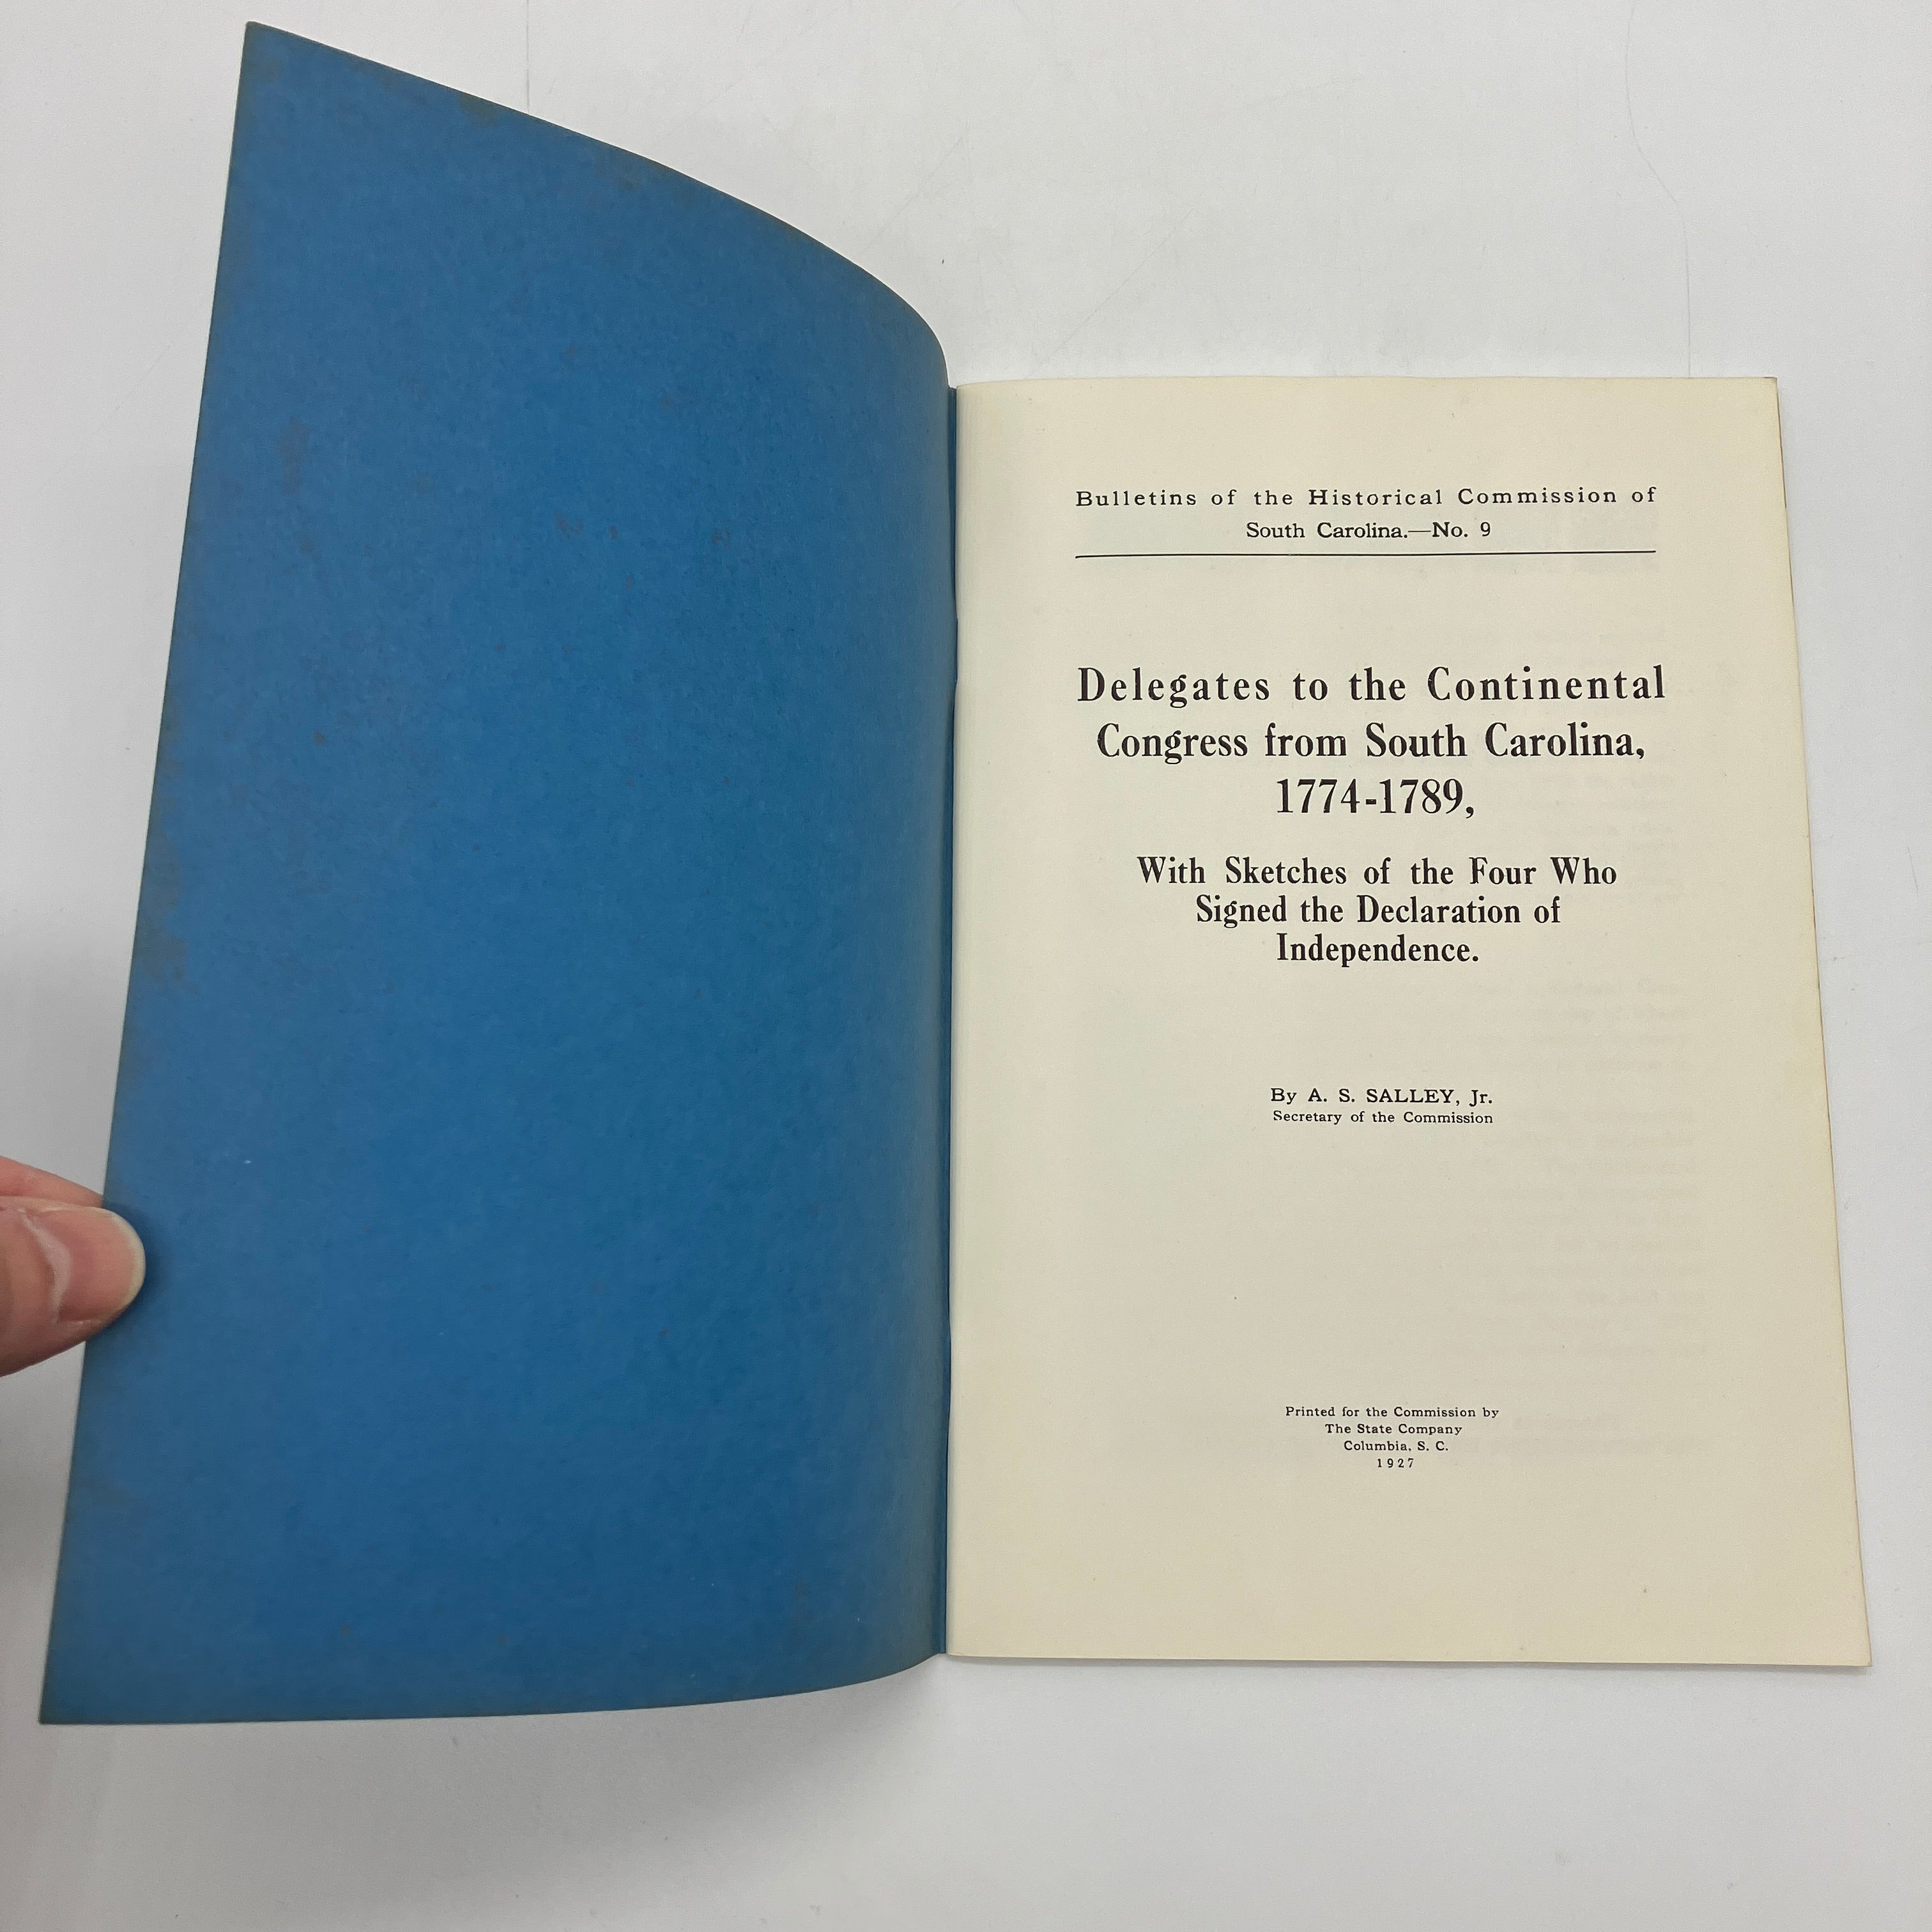 Bulletins of the Historical Commission of
South Carolina.—No. 9
Delegates to the Continental
Congress from South Carolina,
1774-1789,
With Sketches of the Four Who
Signed the Declaration of
Independence.
By A. S. SALLEY, Jr.
Secretary of the Commission
Printed for the Commission by
The State Company
Columbia, S. C.
1927